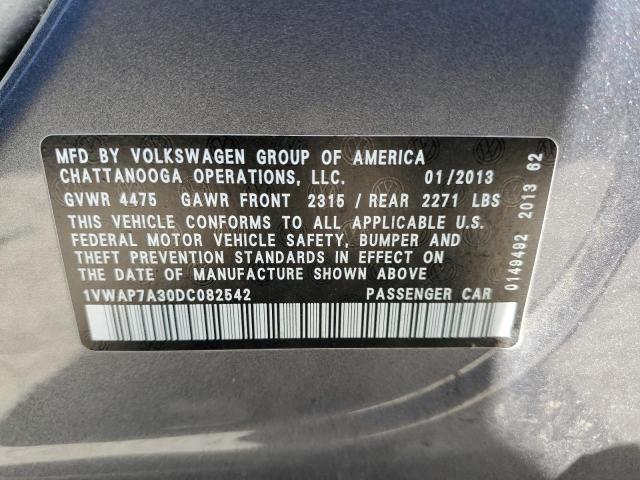 MFD BY VOLKSWAGEN GROUP OF AMERICA
CHATTANOOGA OPERATIONS, LLC. 01/2013
GVWR 4475 GAWR FRONT 2315 / REAR 2271 LBS
THIS VEHICLE CONFORMS TO ALL APPLICABLE U.S.
FEDERAL MOTOR VEHICLE SAFETY, BUMPER AND
THEFT PREVENTION STANDARDS IN EFFECT ON
THE DATE OF MANUFACTURE SHOWN ABOVE
1VWAP7A30DC082542 PASSENGER CAR
0149492 2013 62